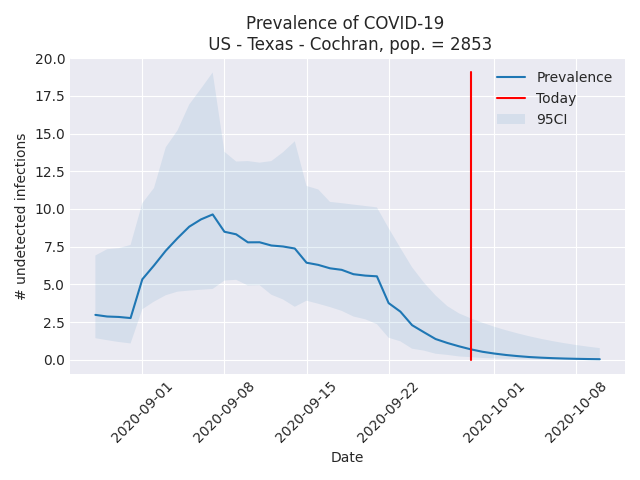 Prevalence of COVID-19
US - Texas - Cochran, pop. = 2853
Prevalence
Today
95CI
# undetected infections
20.0
17.5
15.0
12.5
10.0
7.5
5.0
2.5
0.0
2020-09-01
2020-09-08
2020-09-15
2020-09-22
2020-10-01
2020-10-08
Date